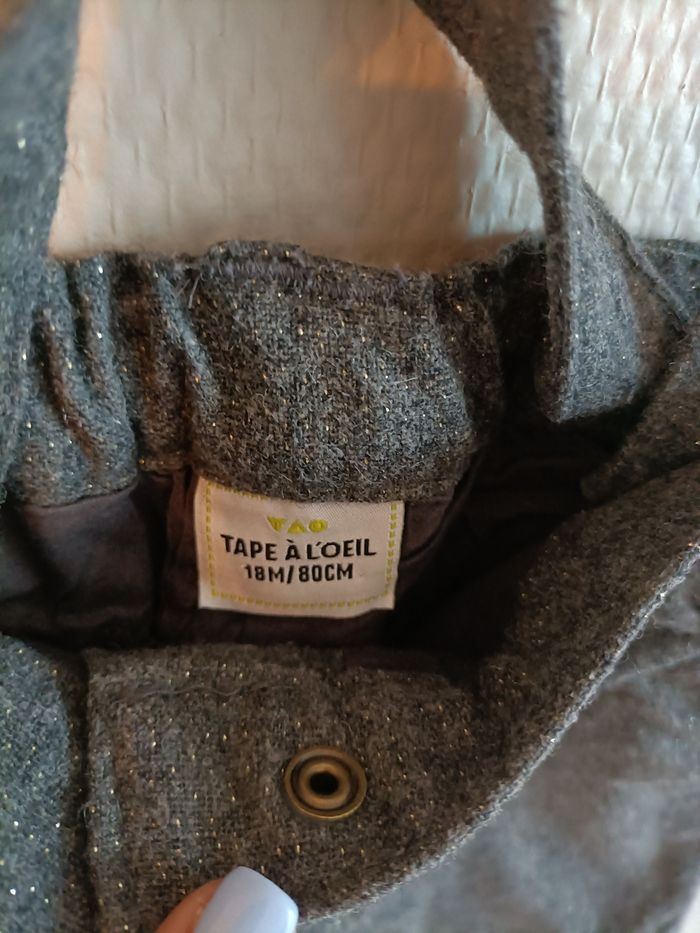 TAO
TAPE À L'OEIL
18M/80CM